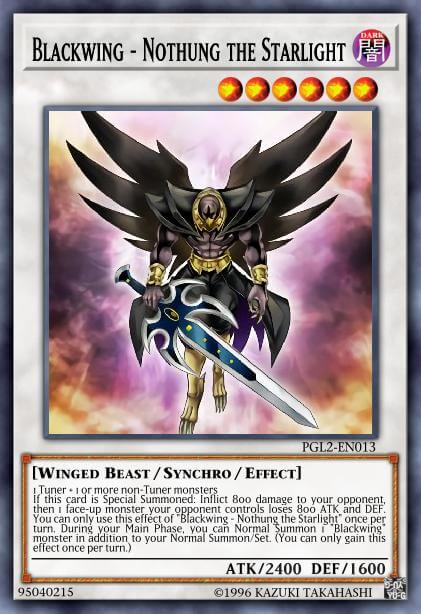 BLACKWING - NOTHUNG THE STARLIGHT
DARK
闇
PGL2-EN013
[WINGED BEAST / SYNCHRO / EFFECT]
1 Tuner + 1 or more non-Tuner monsters
If this card is Special Summoned: Inflict 800 damage to your opponent,
then 1 face-up monster your opponent controls loses 800 ATK and DEF.
You can only use this effect of "Blackwing - Nothung the Starlight" once per
turn. During your Main Phase, you can Normal Summon 1 "Blackwing"
monster in addition to your Normal Summon/Set. (You can only gain this
effect once per turn.)
ATK/2400 DEF/1600
95040215
©1996 KAZUKI TAKAHASHI